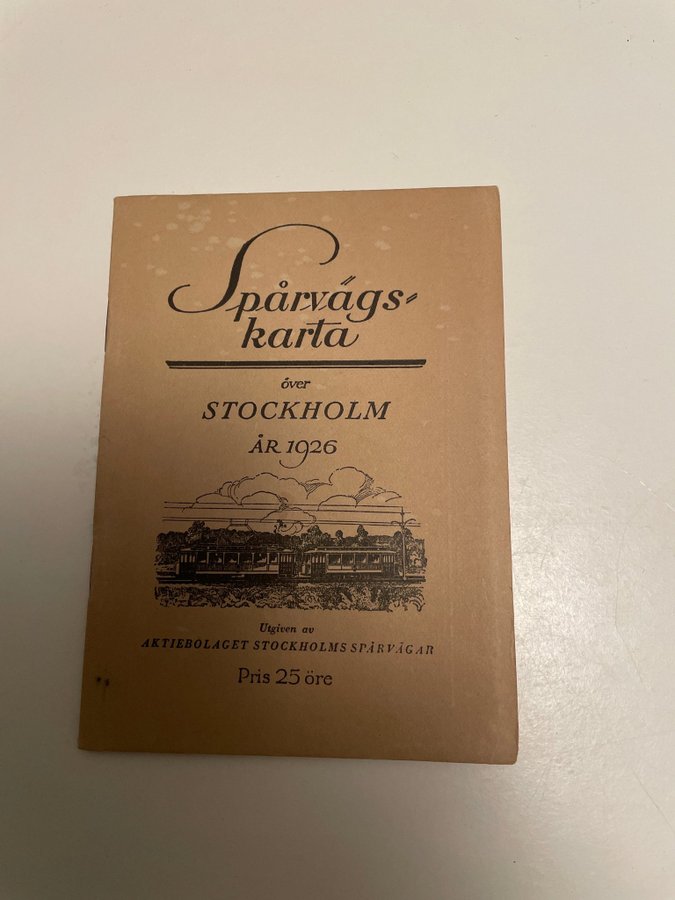 Spårvägs-
karta
över
STOCKHOLM
ÅR 1926
Utgiven av
AKTIEBOLAGET STOCKHOLMS SPÅRVÄGAR
Pris 25 öre